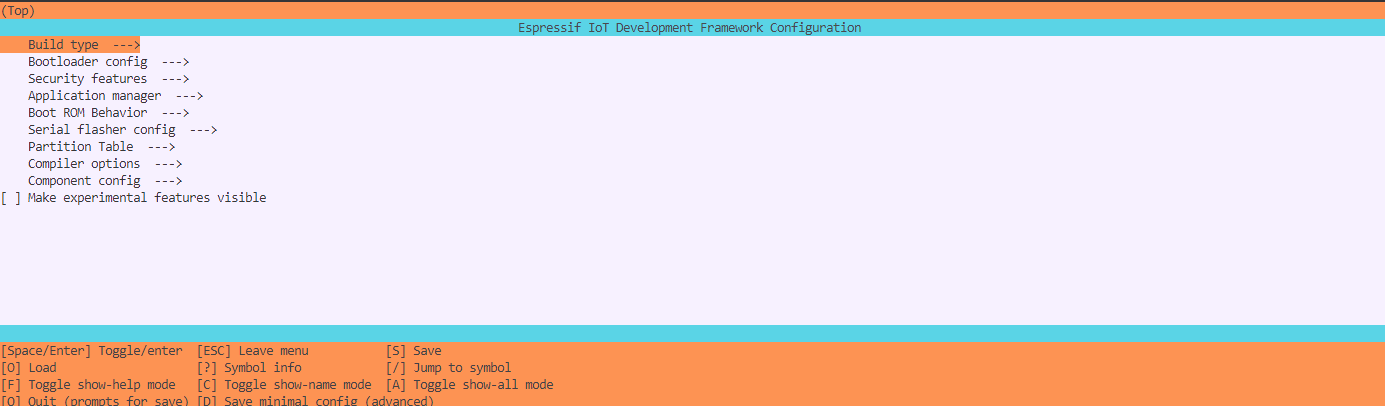 (Top)
Espressif IoT Development Framework Configuration
Build type --->
Bootloader config --->
Security features --->
Application manager --->
Boot ROM Behavior --->
Serial flasher config --->
Partition Table --->
Compiler options --->
Component config --->
[ ] Make experimental features visible
[Space/Enter] Toggle/enter [ESC] Leave menu [S] Save
[O] Load [?] Symbol info [/] Jump to symbol
[F] Toggle show-help mode [C] Toggle show-name mode [A] Toggle show-all mode
[Q] Quit (prompts for save) [D] Save minimal config (advanced)